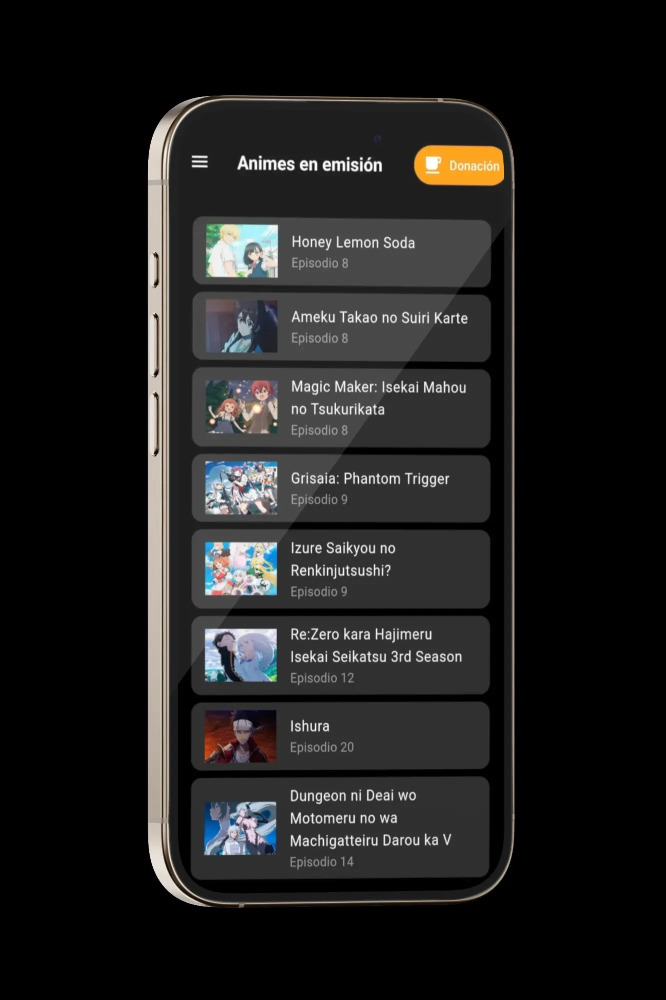 Animes en emisión
Donación
Honey Lemon Soda
Episodio 8
Ameku Takao no Suiri Karte
Episodio 8
Magic Maker: Isekai Mahou
no Tsukurikata
Episodio 8
Grisaia: Phantom Trigger
Episodio 9
Izure Saikyou no
Renkinjutsushi?
Episodio 9
Re:Zero kara Hajimeru
Isekai Seikatsu 3rd Season
Episodio 12
Ishura
Episodio 20
Dungeon ni Deai wo
Motomeru no wa
Machigatteiru Darou ka V
Episodio 14